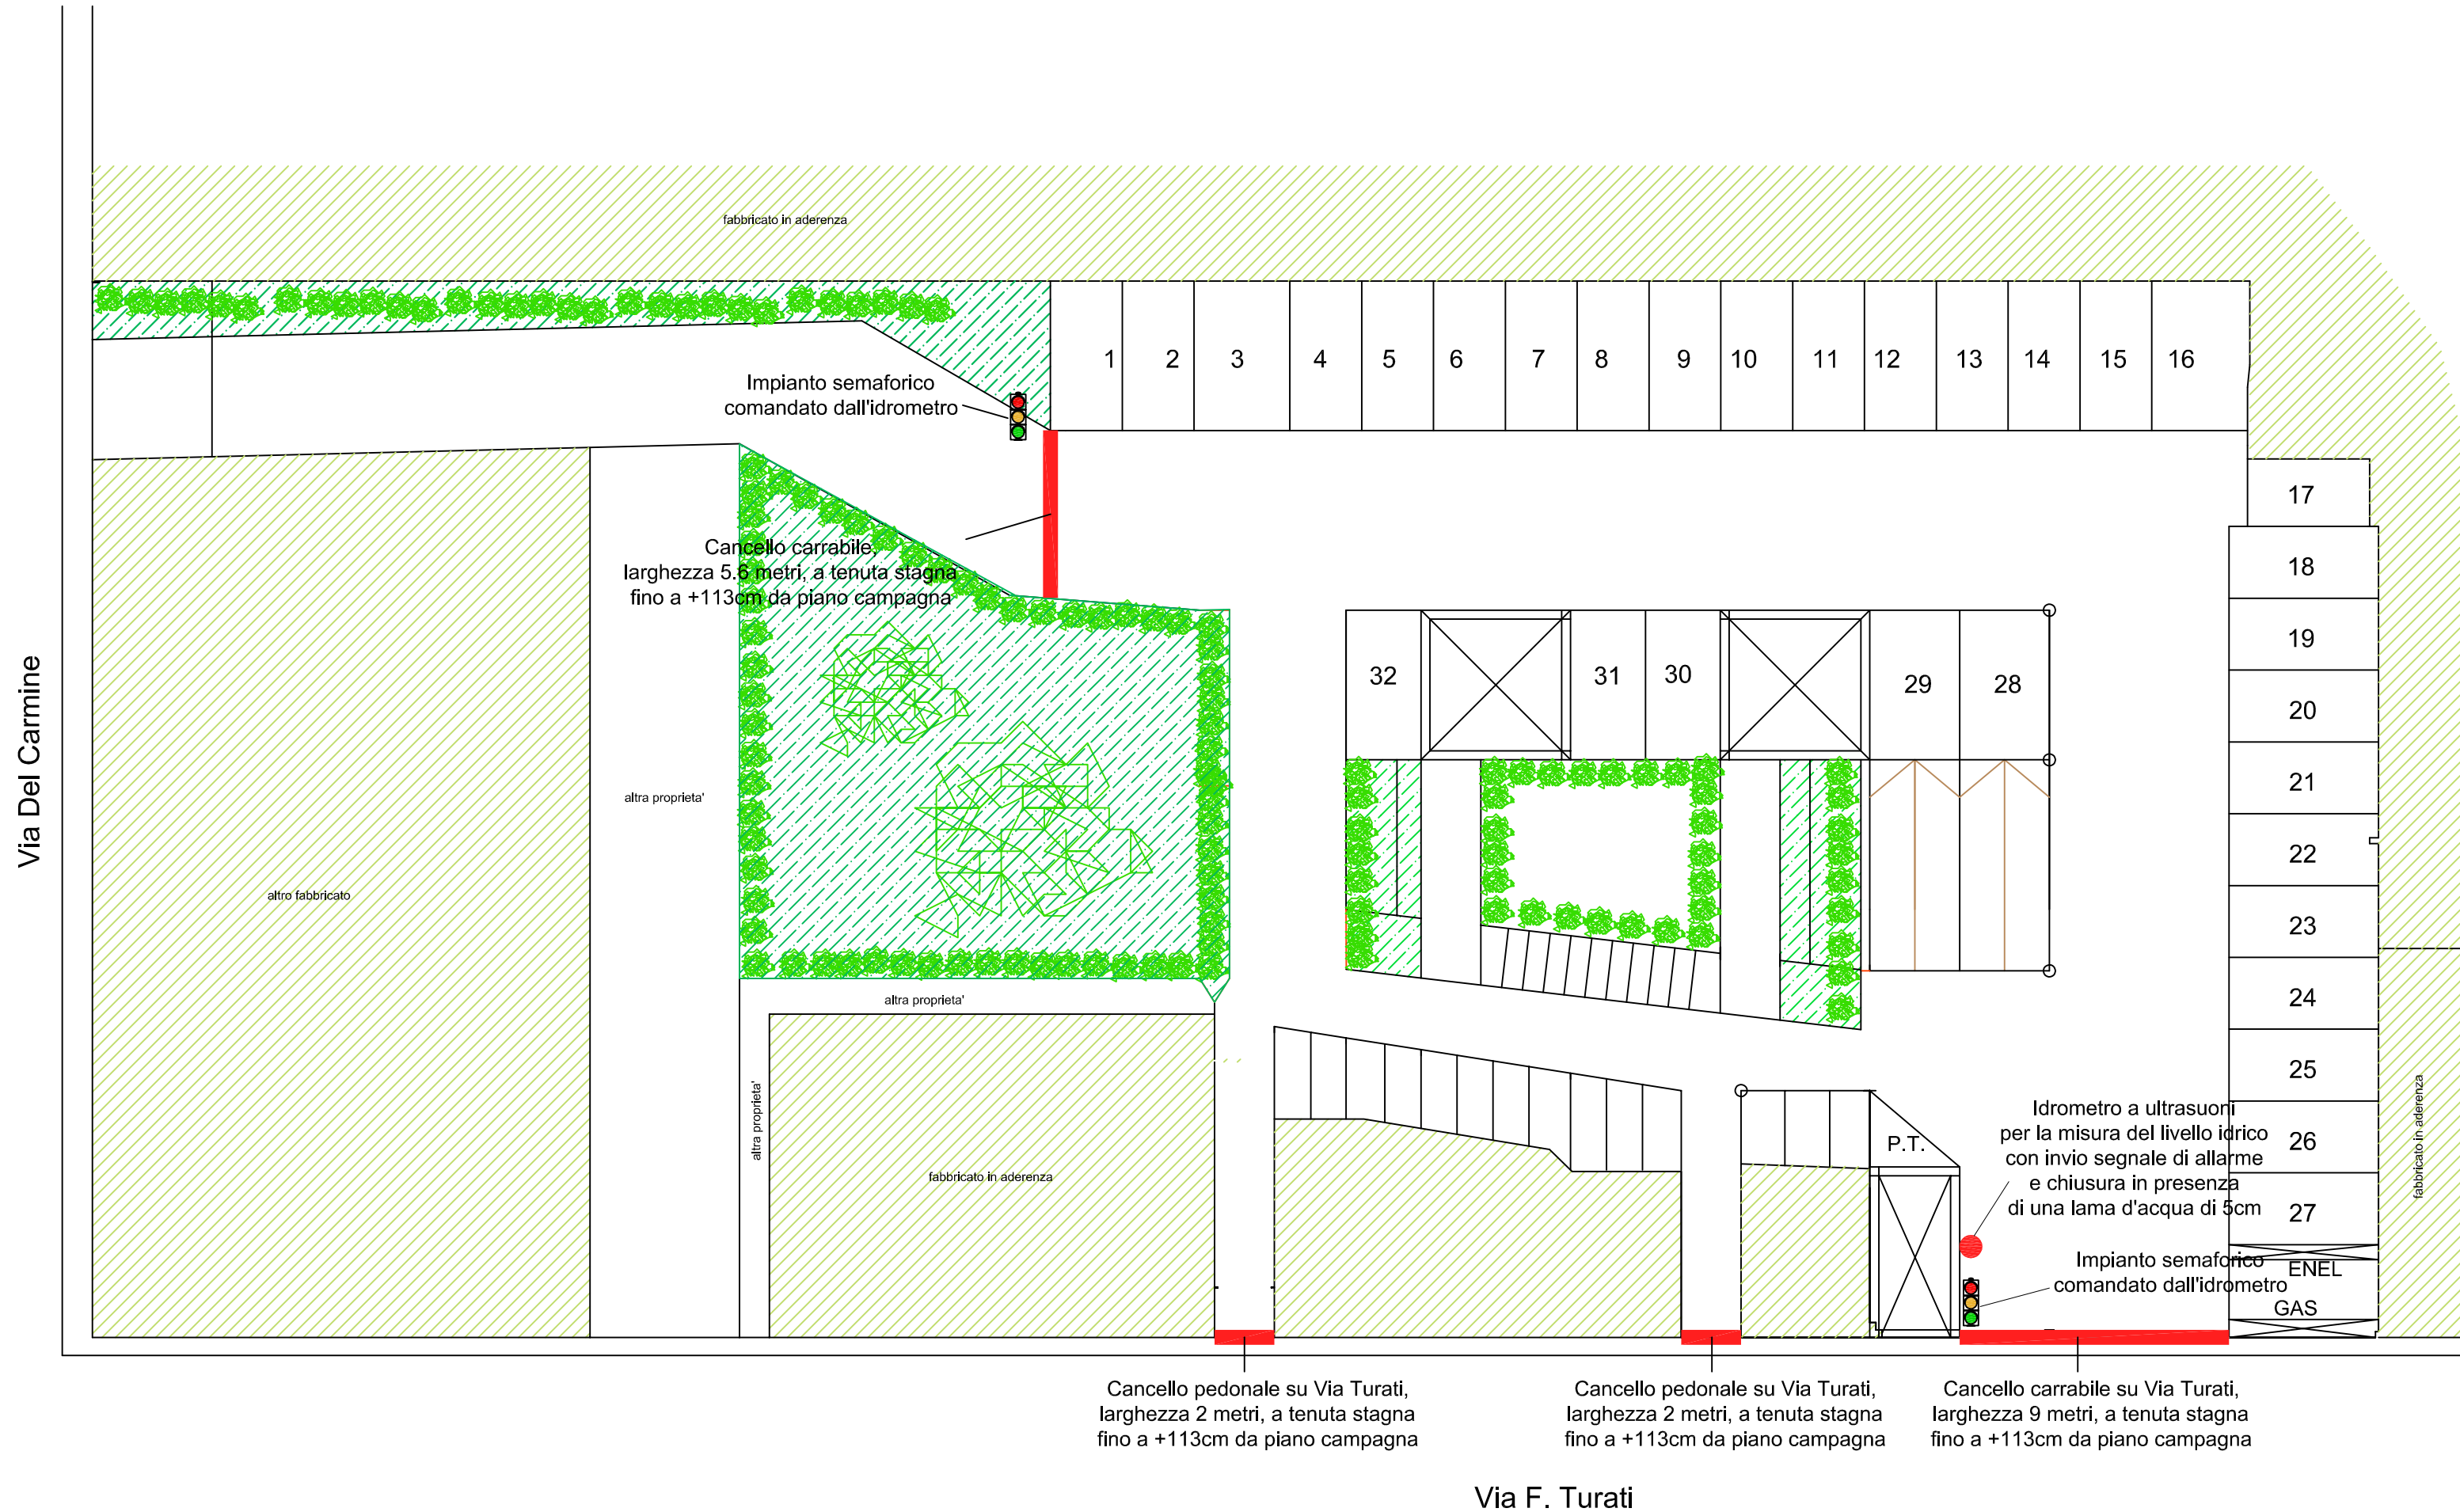 fabbricato in aderenza
Impianto semaforico
comandato dall'idrometro
1 2 3 4 5 6 7 8 9 10 11 12 13 14 15 16
Cancello carrabile,
larghezza 5.6 metri, a tenuta stagna
fino a +113cm da piano campagna
17
18
19
20
21
22
23
24
25
26
27
32 31 30 29 28
Via Del Carmine
altro fabbricato
altra proprieta'
altra proprieta'
altra proprieta'
fabbricato in aderenza
P.T.
Idrometro a ultrasuoni
per la misura del livello idrico
con invio segnale di allarme
e chiusura in presenza
di una lama d'acqua di 5cm
Impianto semaforico
comandato dall'idrometro
ENEL
GAS
fabbricato in aderenza
Cancello pedonale su Via Turati,
larghezza 2 metri, a tenuta stagna
fino a +113cm da piano campagna
Cancello pedonale su Via Turati,
larghezza 2 metri, a tenuta stagna
fino a +113cm da piano campagna
Cancello carrabile su Via Turati,
larghezza 9 metri, a tenuta stagna
fino a +113cm da piano campagna
Via F. Turati